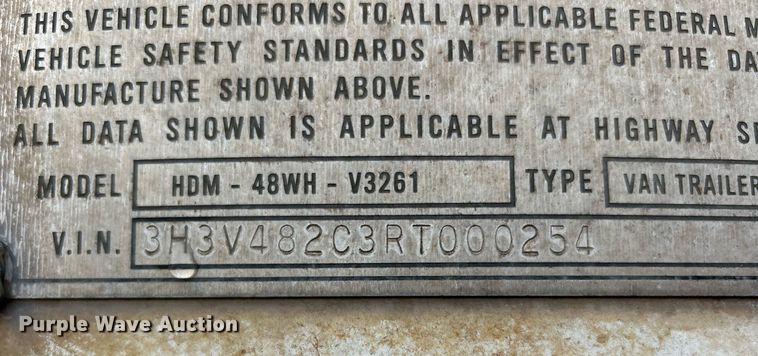 THIS VEHICLE CONFORMS TO ALL APPLICABLE FEDERAL M
VEHICLE SAFETY STANDARDS IN EFFECT OF THE DA
MANUFACTURE SHOWN ABOVE.
ALL DATA SHOWN IS APPLICABLE AT HIGHWAY S
MODEL HDM - 48WH - V3261 TYPE VAN TRAILER
V.I.N. 3H3V482C3RT000254
Purple Wave Auction